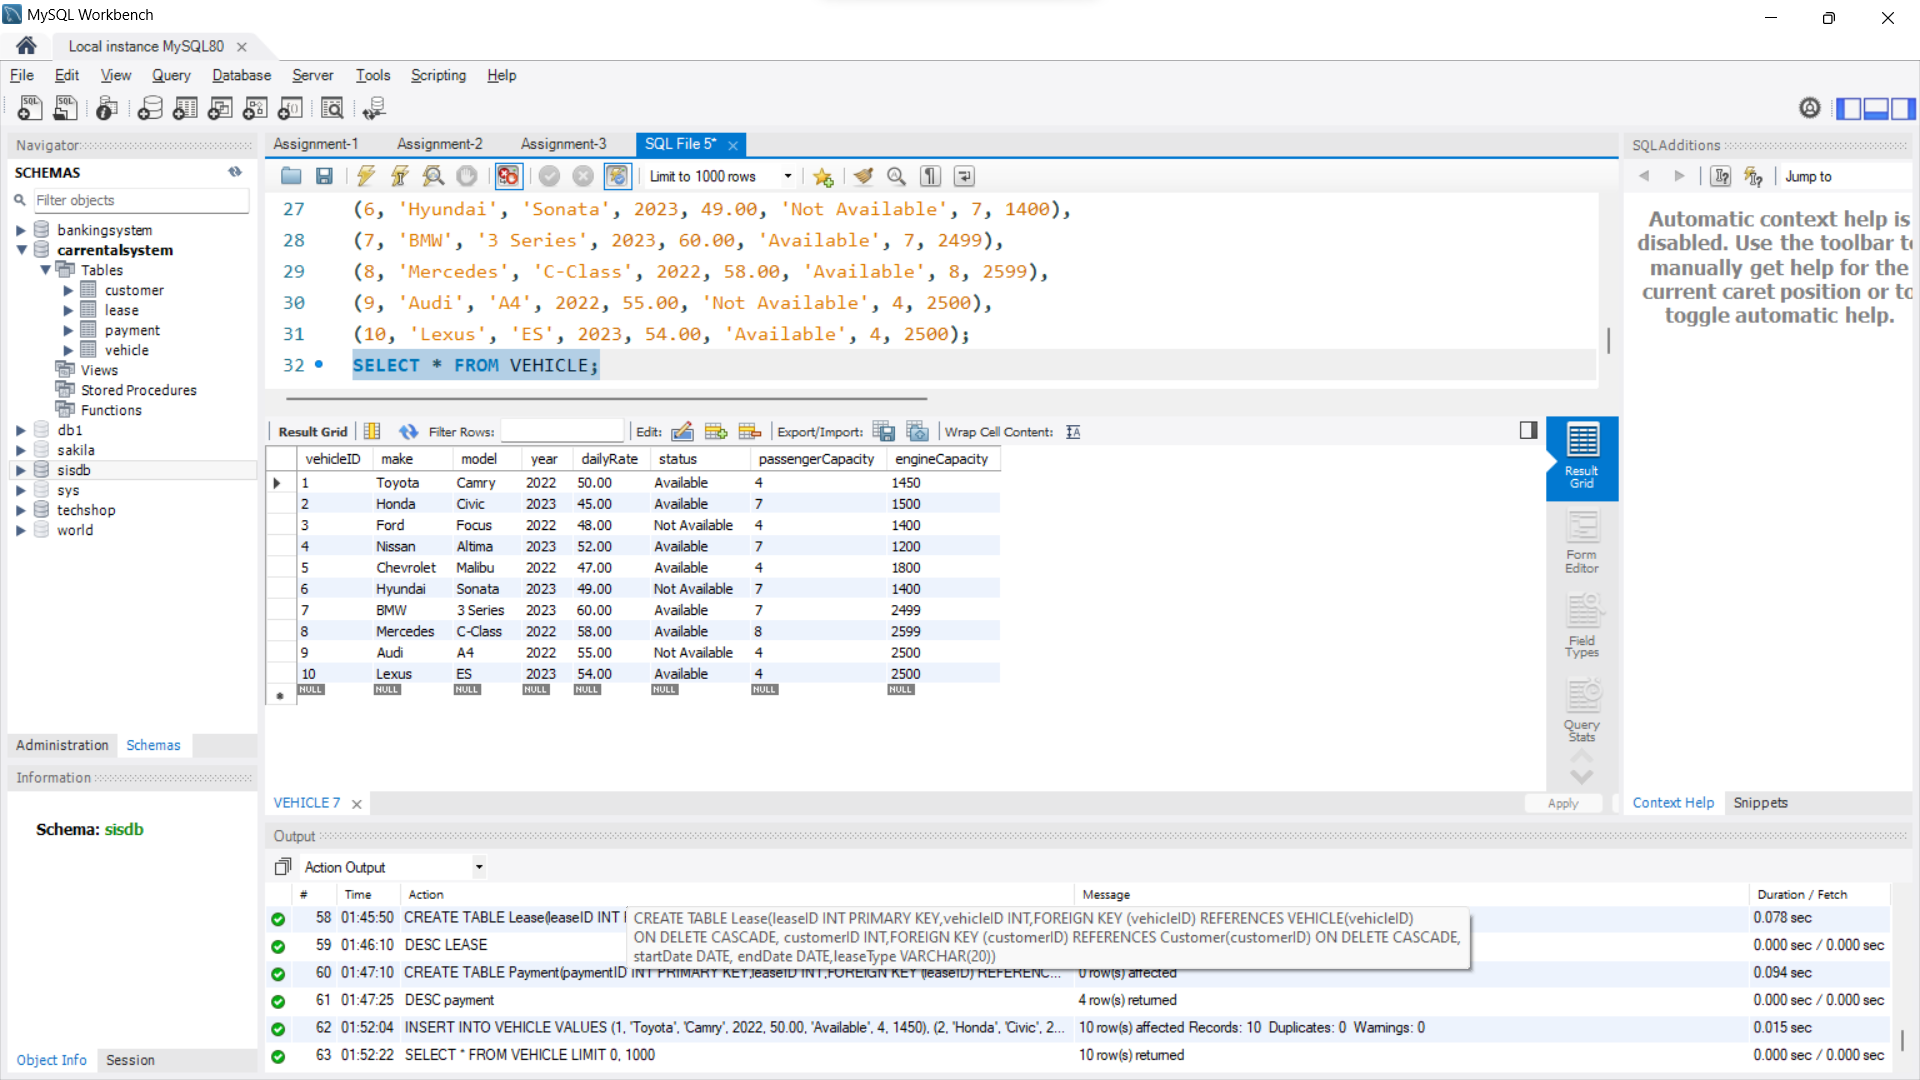 MySQL Workbench
Local instance MySQL80
File Edit View Query Database Server Tools Scripting Help
Navigator
SCHEMAS
Filter objects
bankingsystem
carrentalsystem
Tables
customer
lease
payment
vehicle
Views
Stored Procedures
Functions
db1
sakila
sisdb
sys
techshop
world
Administration Schemas
Information
Schema: sisdb
Object Info Session
Assignment-1 Assignment-2 Assignment-3 SQL File 5*
Limit to 1000 rows
27 (6, 'Hyundai', 'Sonata', 2023, 49.00, 'Not Available', 7, 1400),
28 (7, 'BMW', '3 Series', 2023, 60.00, 'Available', 7, 2499),
29 (8, 'Mercedes', 'C-Class', 2022, 58.00, 'Available', 8, 2599),
30 (9, 'Audi', 'A4', 2022, 55.00, 'Not Available', 4, 2500),
31 (10, 'Lexus', 'ES', 2023, 54.00, 'Available', 4, 2500);
32 SELECT * FROM VEHICLE;
Result Grid Filter Rows: Edit: Export/Import: Wrap Cell Content:
vehicleID make model year dailyRate status passengerCapacity engineCapacity
1 Toyota Camry 2022 50.00 Available 4 1450
2 Honda Civic 2023 45.00 Available 7 1500
3 Ford Focus 2022 48.00 Not Available 4 1400
4 Nissan Altima 2023 52.00 Available 7 1200
5 Chevrolet Malibu 2022 47.00 Available 4 1800
6 Hyundai Sonata 2023 49.00 Not Available 7 1400
7 BMW 3 Series 2023 60.00 Available 7 2499
8 Mercedes C-Class 2022 58.00 Available 8 2599
9 Audi A4 2022 55.00 Not Available 4 2500
10 Lexus ES 2023 54.00 Available 4 2500
NULL NULL NULL NULL NULL NULL NULL NULL
Result
Grid
Form
Editor
Field
Types
Query
Stats
VEHICLE 7
Apply
SQLAdditions
Jump to
Automatic context help is
disabled. Use the toolbar to
manually get help for the
current caret position or to
toggle automatic help.
Context Help Snippets
Output
Action Output
# Time Action Message Duration / Fetch
58 01:45:50 CREATE TABLE Lease(leaseID INT 0.078 sec
CREATE TABLE Lease(leaseID INT PRIMARY KEY,vehicleID INT,FOREIGN KEY (vehicleID) REFERENCES VEHICLE(vehicleID)
ON DELETE CASCADE, customerID INT,FOREIGN KEY (customerID) REFERENCES Customer(customerID) ON DELETE CASCADE,
startDate DATE, endDate DATE,leaseType VARCHAR(20))
59 01:46:10 DESC LEASE 0.000 sec / 0.000 sec
60 01:47:10 CREATE TABLE Payment(paymentID INT PRIMARY KEY,leaseID INT,FOREIGN KEY (leaseID) REFERENC... 0 row(s) affected 0.094 sec
61 01:47:25 DESC payment 4 row(s) returned 0.000 sec / 0.000 sec
62 01:52:04 INSERT INTO VEHICLE VALUES (1, 'Toyota', 'Camry', 2022, 50.00, 'Available', 4, 1450), (2, 'Honda', 'Civic', 2... 10 row(s) affected Records: 10 Duplicates: 0 Warnings: 0 0.015 sec
63 01:52:22 SELECT * FROM VEHICLE LIMIT 0, 1000 10 row(s) returned 0.000 sec / 0.000 sec